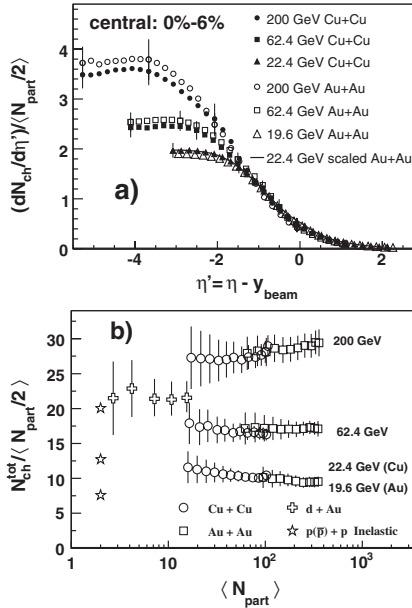 central: 0%-6%
200 GeV Cu+Cu
62.4 GeV Cu+Cu
22.4 GeV Cu+Cu
200 GeV Au+Au
62.4 GeV Au+Au
19.6 GeV Au+Au
22.4 GeV scaled Au+Au
a)
(dN_ch/dη')/⟨N_part/2⟩
4
3
2
1
0
-4 -2 0 2
η'= η - y_beam
b)
N_ch^tot/⟨ N_part/2 ⟩
30
25
20
15
10
5
0
200 GeV
62.4 GeV
22.4 GeV (Cu)
19.6 GeV (Au)
Cu + Cu
d + Au
Au + Au
p(p̄) + p Inelastic
1 10 10² 10³
⟨ N_part ⟩